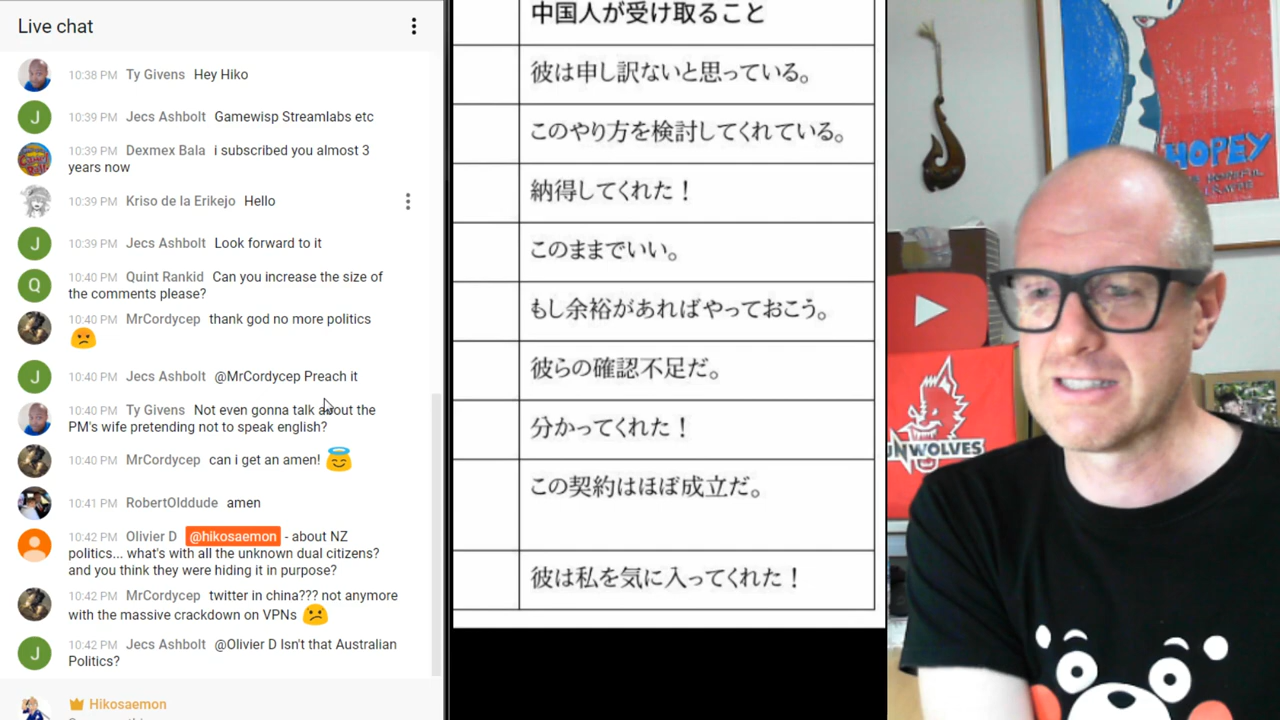 Live chat
10:38 PM Ty Givens Hey Hiko
10:39 PM Jecs Ashbolt Gamewisp Streamlabs etc
10:39 PM Dexmex Bala i subscribed you almost 3
years now
10:39 PM Kriso de la Erikejo Hello
10:39 PM Jecs Ashbolt Look forward to it
10:40 PM Quint Rankid Can you increase the size of
the comments please?
10:40 PM MrCordycep thank god no more politics
10:40 PM Jecs Ashbolt @MrCordycep Preach it
10:40 PM Ty Givens Not even gonna talk about the
PM's wife pretending not to speak english?
10:40 PM MrCordycep can i get an amen!
10:41 PM RobertOlddude amen
10:42 PM Olivier D @hikosaemon - about NZ
politics... what's with all the unknown dual citizens?
and you think they were hiding it in purpose?
10:42 PM MrCordycep twitter in china??? not anymore
with the massive crackdown on VPNs
10:42 PM Jecs Ashbolt @Olivier D Isn't that Australian
Politics?
Hikosaemon
中国人が受け取ること
彼は申し訳ないと思っている。
このやり方を検討してくれている。
納得してくれた！
このままでいい。
もし余裕があればやっておこう。
彼らの確認不足だ。
分かってくれた！
この契約はほぼ成立だ。
彼は私を気に入ってくれた！
HOPEY
UNWOLVES